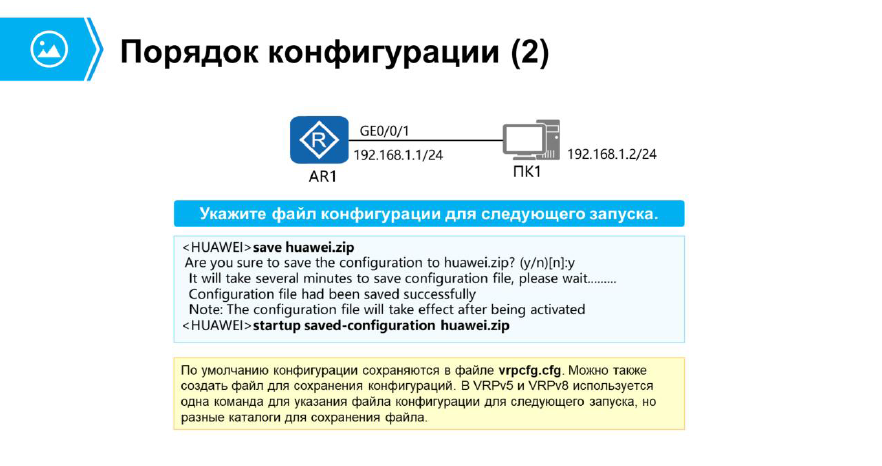 Порядок конфигурации (2)
GE0/0/1
192.168.1.1/24
192.168.1.2/24
R
AR1
ПК1
Укажите файл конфигурации для следующего запуска.
<HUAWEI>save huawei.zip
Are you sure to save the configuration to huawei.zip? (y/n)[n]:y
It will take several minutes to save configuration file, please wait.........
Configuration file had been saved successfully
Note: The configuration file will take effect after being activated
<HUAWEI>startup saved-configuration huawei.zip
По умолчанию конфигурации сохраняются в файле vrpcfg.cfg. Можно также
создать файл для сохранения конфигураций. В VRPv5 и VRPv8 используется
одна команда для указания файла конфигурации для следующего запуска, но
разные каталоги для сохранения файла.